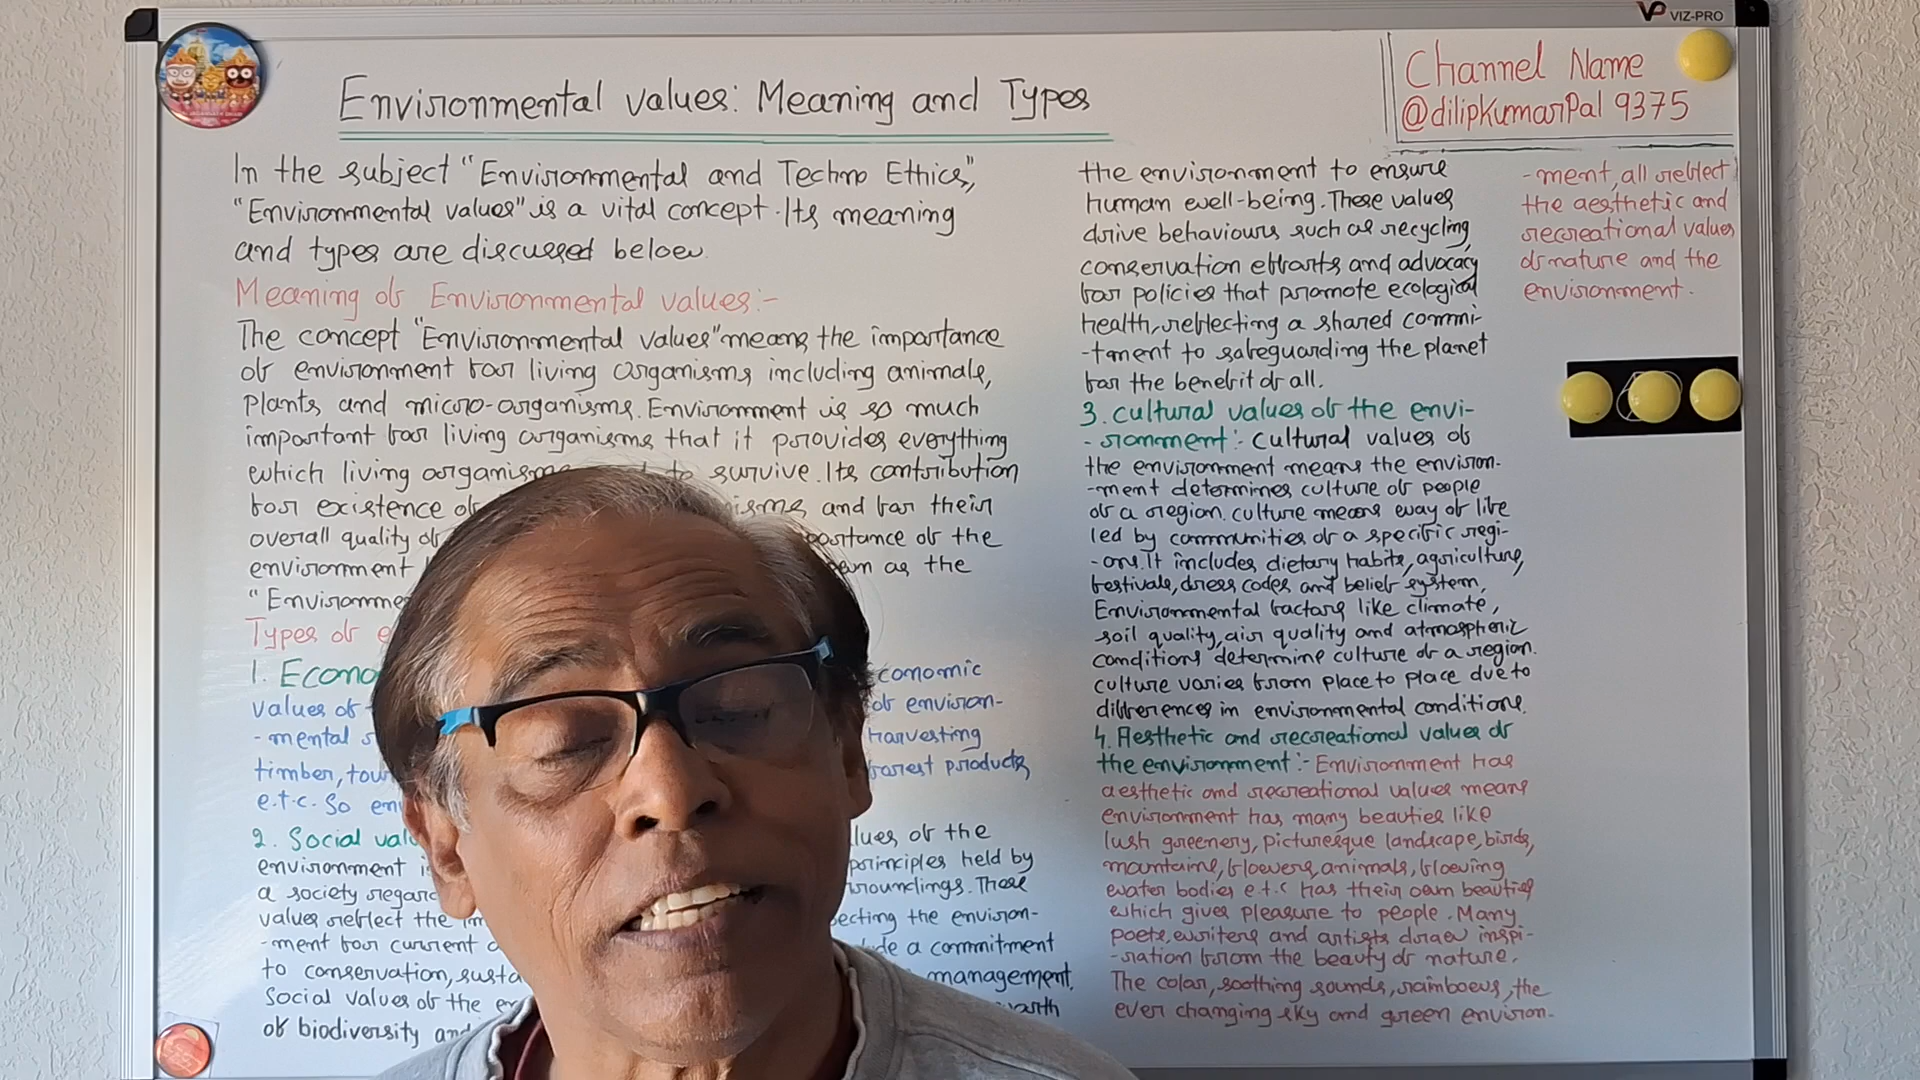 VIZ-PRO
Environmental values: Meaning and Types
Channel Name
@dilipkumarPal 9375
In the subject "Environmental and Techno Ethics",
"Environmental values" is a vital concept. Its meaning
and types are discussed below.
Meaning of Environmental values:-
The concept "Environmental values" means the importance
of environment for living organisms including animals,
plants and micro-organisms. Environment is so much
important for living organisms that it provides everything
which living organisms to survive. Its contribution
for existence of and for their
overall quality of importance of the
environment as the
"Environme
Types of e
1. Econo conomic
values of of environ-
-mental harvesting
timber, tou forest products,
e.t.c. So en
2. Social val lues of the
environment principles held by
a society regard rroundings. These
values reflect the im ecting the environ-
-ment for current a commitment
to conservation, susta management.
Social values of the en
of biodiversity and
the environment to ensure
human well-being. These values
drive behaviours such as recycling,
conservation efforts and advocacy
for policies that promote ecological
health, reflecting a shared commi-
-tment to safeguarding the planet
for the benefit of all.
3. Cultural values of the envi-
-ronment:- Cultural values of
the environment means the environ-
-ment determines culture of people
of a region. Culture means way of life
led by communities of a specific regi-
-on. It includes dietary habits, agriculture,
festivals, dress codes and belief system.
Environmental factors like climate,
soil quality, air quality and atmospheric
conditions determine culture of a region.
Culture varies from place to place due to
differences in environmental conditions.
4. Aesthetic and recreational values of
the environment:- Environment has
aesthetic and recreational values means
environment has many beauties like
lush greenery, picturesque landscape, birds,
mountains, flowers, animals, flowing
water bodies e.t.c has their own beauties
which gives pleasure to people. Many
poets, writers and artists draw inspi-
-ration from the beauty of nature.
The color, soothing sounds, rainbows, the
ever changing sky and green environ-
-ment, all reflect
the aesthetic and
recreational values
of nature and the
environment.